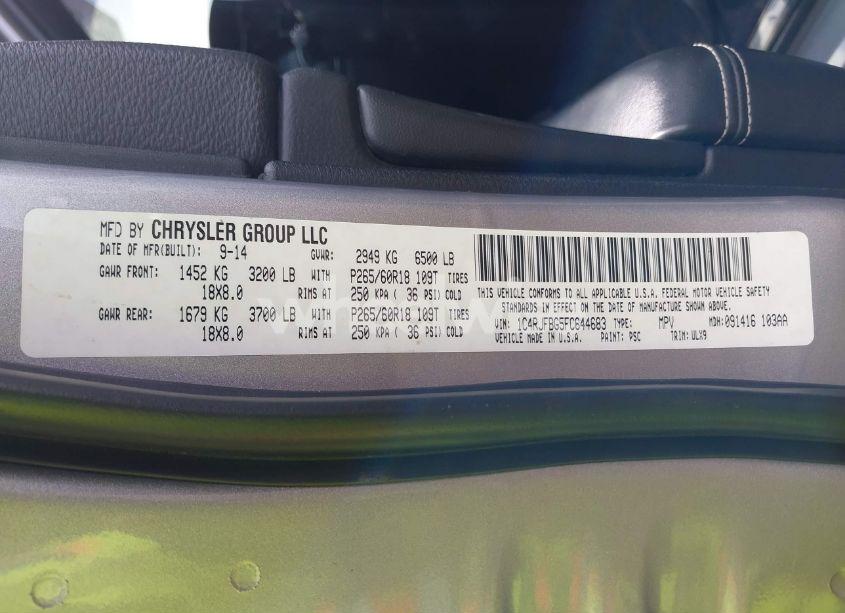 MFD BY CHRYSLER GROUP LLC
DATE OF MFR(BUILT): 9-14 GVWR: 2949 KG 6500 LB
GAWR FRONT: 1452 KG 3200 LB WITH P265/60R18 109T TIRES
18X8.0 RIMS AT 250 KPA ( 36 PSI) COLD
GAWR REAR: 1679 KG 3700 LB WITH P265/60R18 109T TIRES
18X8.0 RIMS AT 250 KPA ( 36 PSI) COLD
THIS VEHICLE CONFORMS TO ALL APPLICABLE U.S.A. FEDERAL MOTOR VEHICLE SAFETY
STANDARDS IN EFFECT ON THE DATE OF MANUFACTURE SHOWN ABOVE.
VIN: 1C4RJFBG5FC644683 TYPE: MPV MDH: 091416 103AA
VEHICLE MADE IN U.S.A. PAINT: PSC TRIM: ULX9